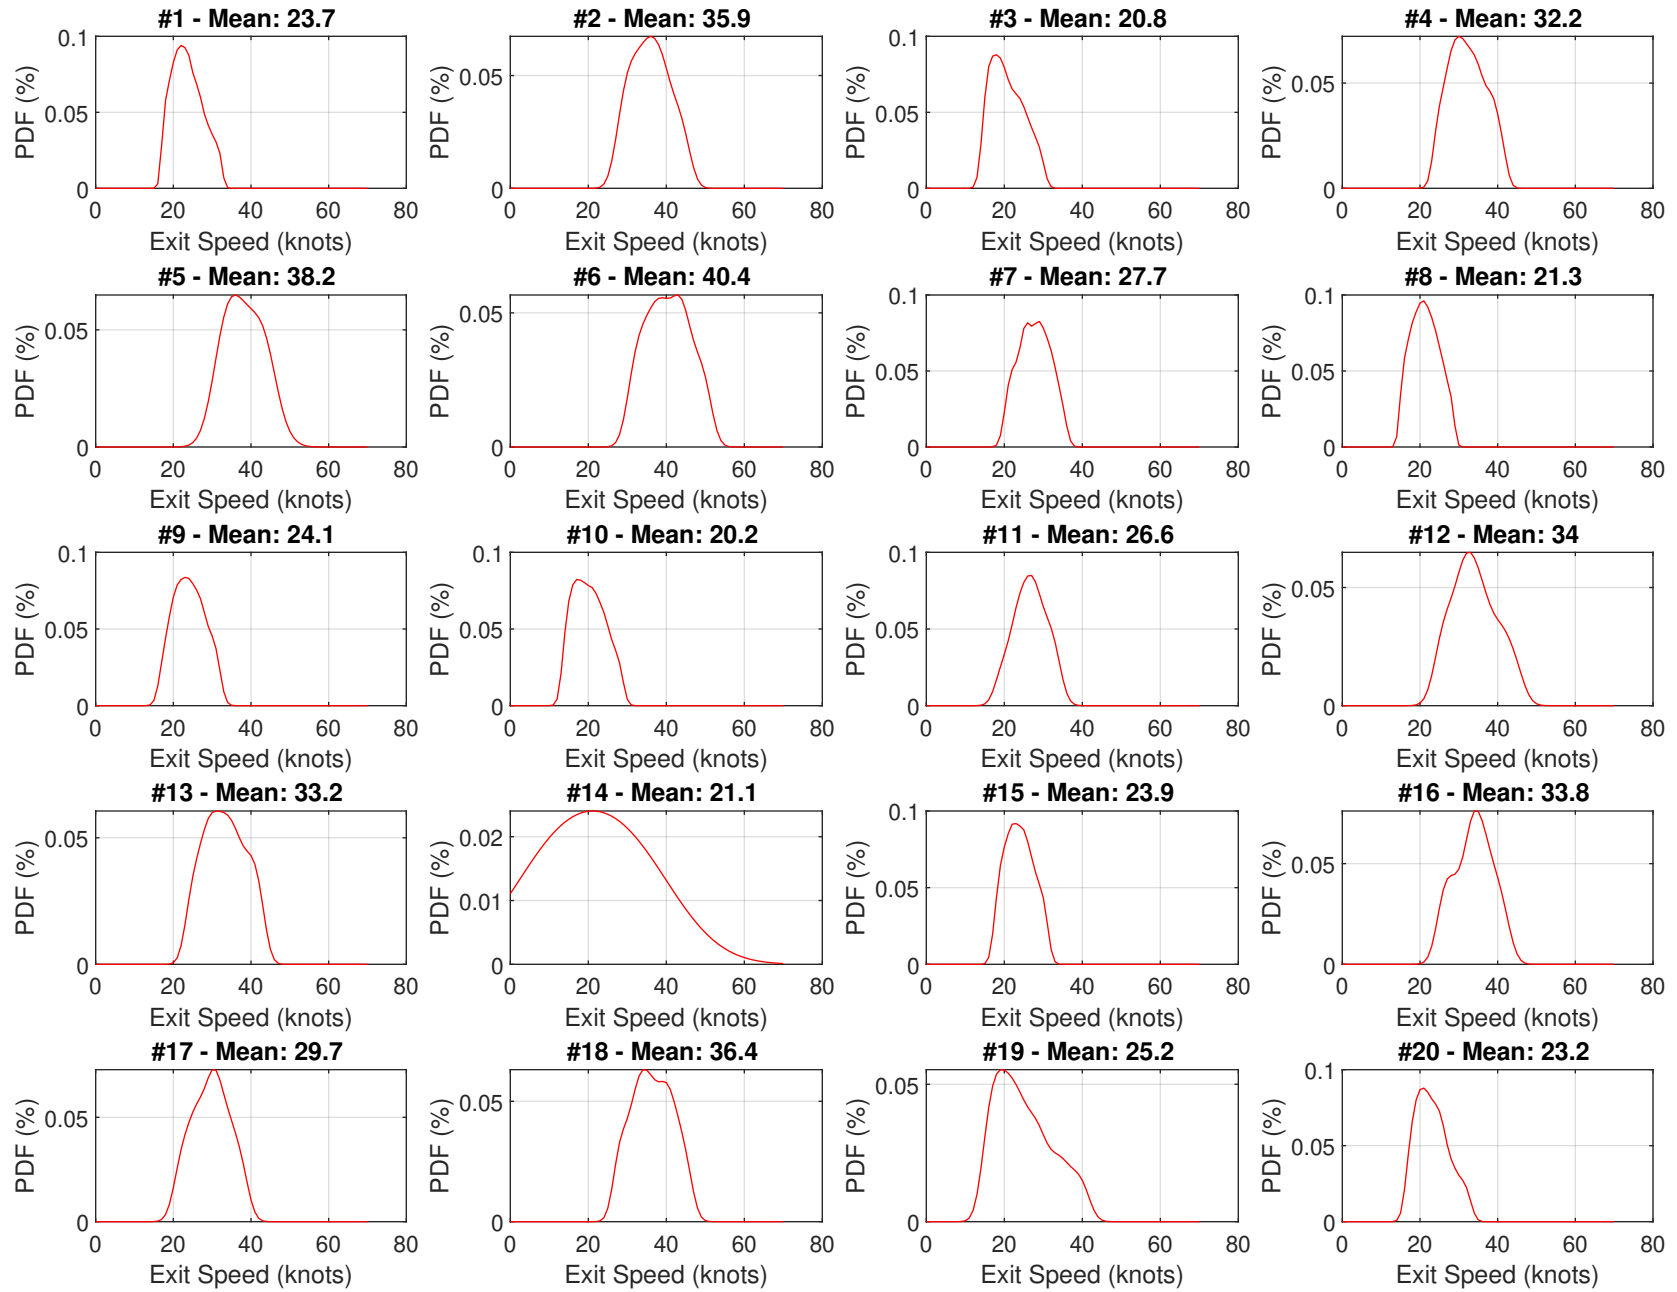 #1 - Mean: 23.7
PDF (%)
0.1
0.05
0
0 20 40 60 80
Exit Speed (knots)
#2 - Mean: 35.9
PDF (%)
0.05
0
0 20 40 60 80
Exit Speed (knots)
#3 - Mean: 20.8
PDF (%)
0.1
0.05
0
0 20 40 60 80
Exit Speed (knots)
#4 - Mean: 32.2
PDF (%)
0.05
0
0 20 40 60 80
Exit Speed (knots)
#5 - Mean: 38.2
PDF (%)
0.05
0
0 20 40 60 80
Exit Speed (knots)
#6 - Mean: 40.4
PDF (%)
0.05
0
0 20 40 60 80
Exit Speed (knots)
#7 - Mean: 27.7
PDF (%)
0.1
0.05
0
0 20 40 60 80
Exit Speed (knots)
#8 - Mean: 21.3
PDF (%)
0.1
0.05
0
0 20 40 60 80
Exit Speed (knots)
#9 - Mean: 24.1
PDF (%)
0.1
0.05
0
0 20 40 60 80
Exit Speed (knots)
#10 - Mean: 20.2
PDF (%)
0.1
0.05
0
0 20 40 60 80
Exit Speed (knots)
#11 - Mean: 26.6
PDF (%)
0.1
0.05
0
0 20 40 60 80
Exit Speed (knots)
#12 - Mean: 34
PDF (%)
0.05
0
0 20 40 60 80
Exit Speed (knots)
#13 - Mean: 33.2
PDF (%)
0.05
0
0 20 40 60 80
Exit Speed (knots)
#14 - Mean: 21.1
PDF (%)
0.02
0.01
0
0 20 40 60 80
Exit Speed (knots)
#15 - Mean: 23.9
PDF (%)
0.1
0.05
0
0 20 40 60 80
Exit Speed (knots)
#16 - Mean: 33.8
PDF (%)
0.05
0
0 20 40 60 80
Exit Speed (knots)
#17 - Mean: 29.7
PDF (%)
0.05
0
0 20 40 60 80
Exit Speed (knots)
#18 - Mean: 36.4
PDF (%)
0.05
0
0 20 40 60 80
Exit Speed (knots)
#19 - Mean: 25.2
PDF (%)
0.05
0
0 20 40 60 80
Exit Speed (knots)
#20 - Mean: 23.2
PDF (%)
0.1
0.05
0
0 20 40 60 80
Exit Speed (knots)